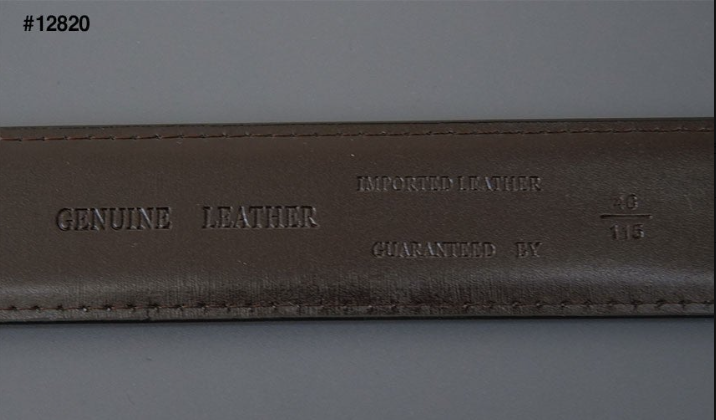 #12820
GENUINE LEATHER
IMPORTED LEATHER
GUARANTEED BY
46
115